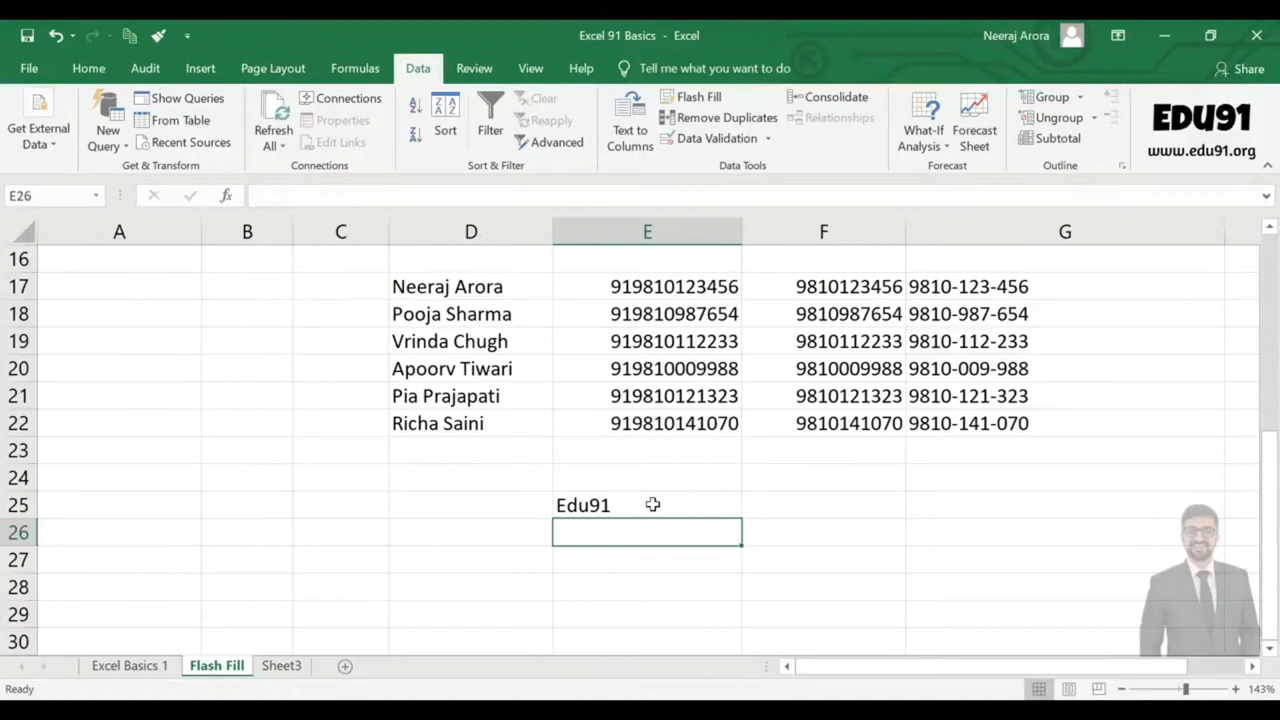 Excel 91 Basics - Excel
Neeraj Arora
File Home Audit Insert Page Layout Formulas Data Review View Help Tell me what you want to do Share
Get External Data
New Query
Show Queries
From Table
Recent Sources
Get & Transform
Refresh All
Connections
Properties
Edit Links
Connections
Sort
Filter
Clear
Reapply
Advanced
Sort & Filter
Text to Columns
Flash Fill
Remove Duplicates
Data Validation
Consolidate
Relationships
Data Tools
What-If Analysis
Forecast Sheet
Forecast
Group
Ungroup
Subtotal
Outline
EDU91
www.edu91.org
E26 fx
A B C D E F G
16
17 Neeraj Arora 919810123456 9810123456 9810-123-456
18 Pooja Sharma 919810987654 9810987654 9810-987-654
19 Vrinda Chugh 919810112233 9810112233 9810-112-233
20 Apoorv Tiwari 919810009988 9810009988 9810-009-988
21 Pia Prajapati 919810121323 9810121323 9810-121-323
22 Richa Saini 919810141070 9810141070 9810-141-070
23
24
25 Edu91
26
27
28
29
30
Excel Basics 1 Flash Fill Sheet3
Ready 143%